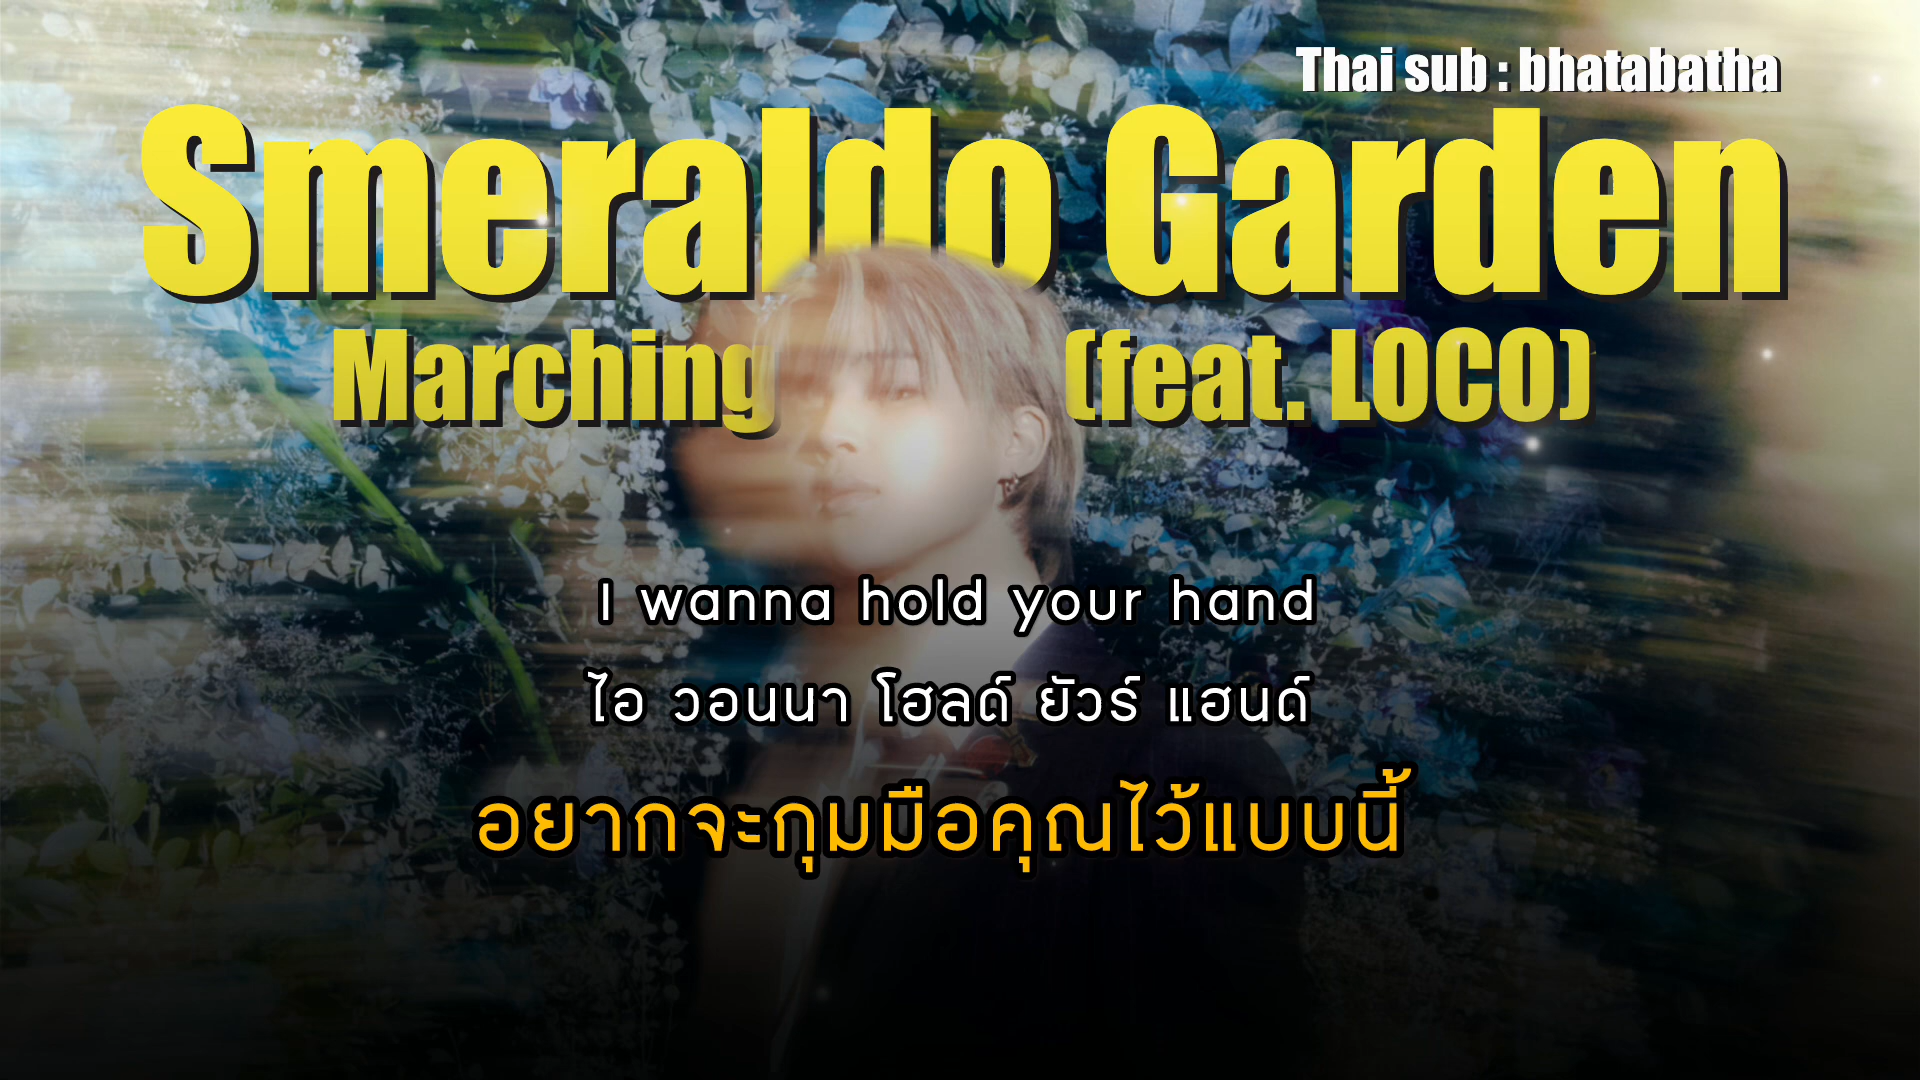 Thai sub : bhatabatha
Smeraldo Garden
Marching (feat. LOCO)
I wanna hold your hand
ไอ วอนนา โฮลด์ ยัวร์ แฮนด์
อยากจะกุมมือคุณไว้แบบนี้